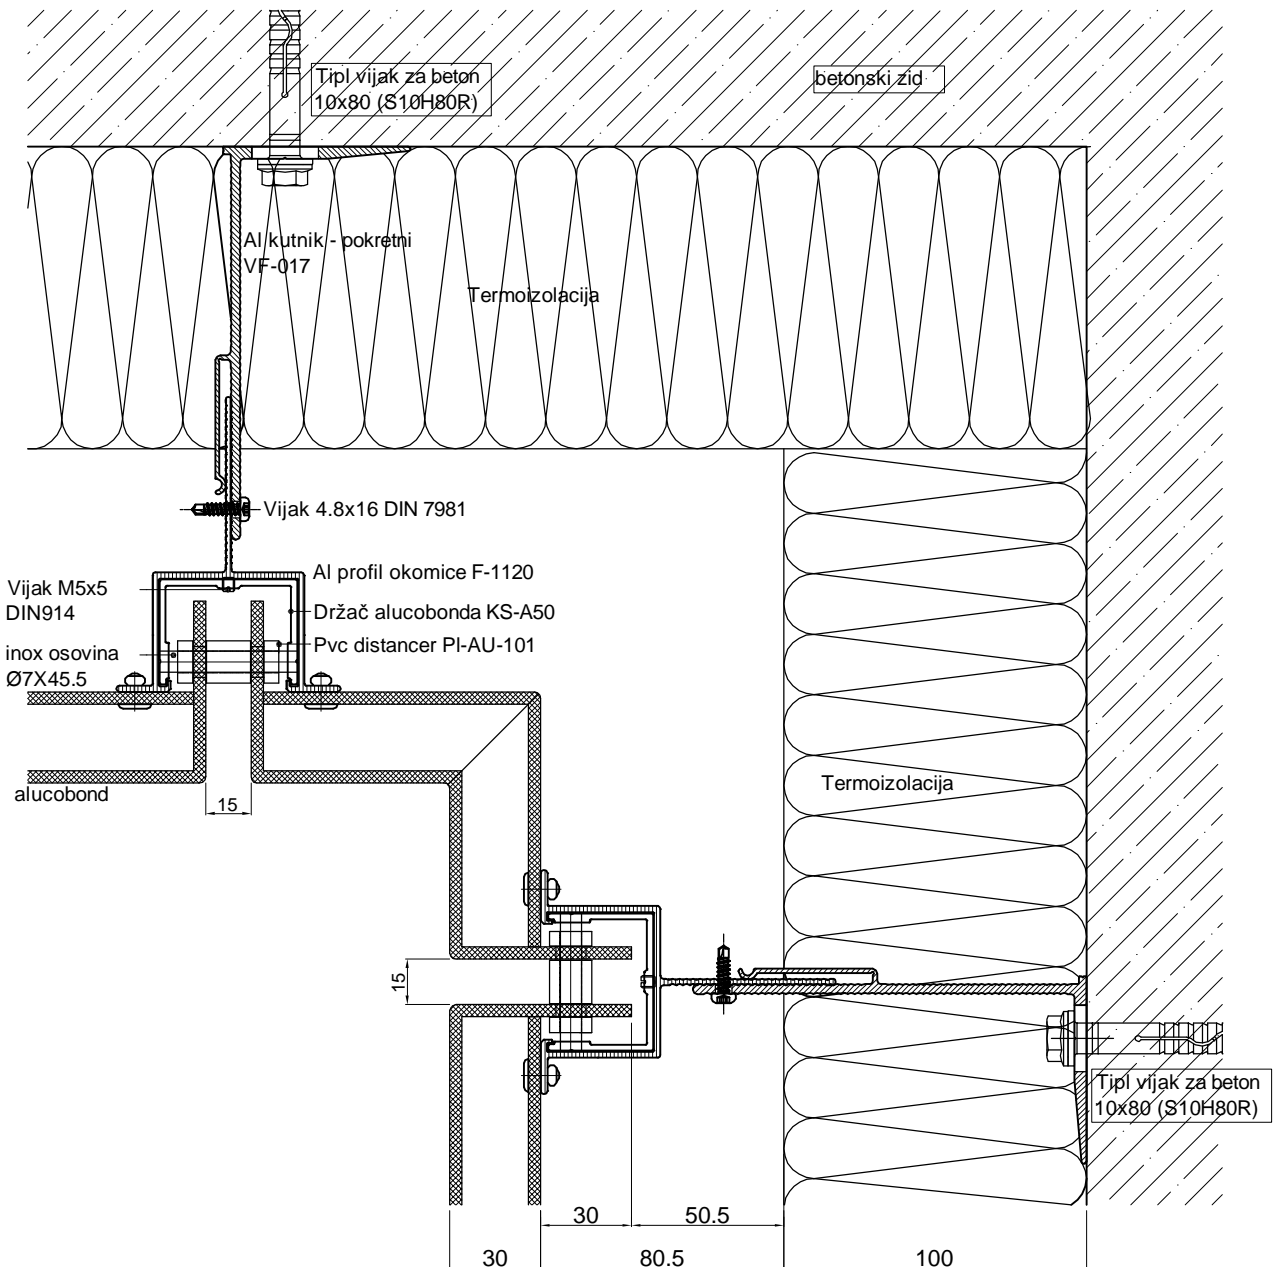 Tipl vijak za beton
10x80 (S10H80R)
betonski zid
Al kutnik - pokretni
VF-017
Termoizolacija
Vijak 4.8x16 DIN 7981
Al profil okomice F-1120
Vijak M5x5
DIN914
Držač alucobonda KS-A50
Pvc distancer PI-AU-101
inox osovina
Ø7X45.5
alucobond
15
Termoizolacija
15
Tipl vijak za beton
10x80 (S10H80R)
30
50.5
30
80.5
100